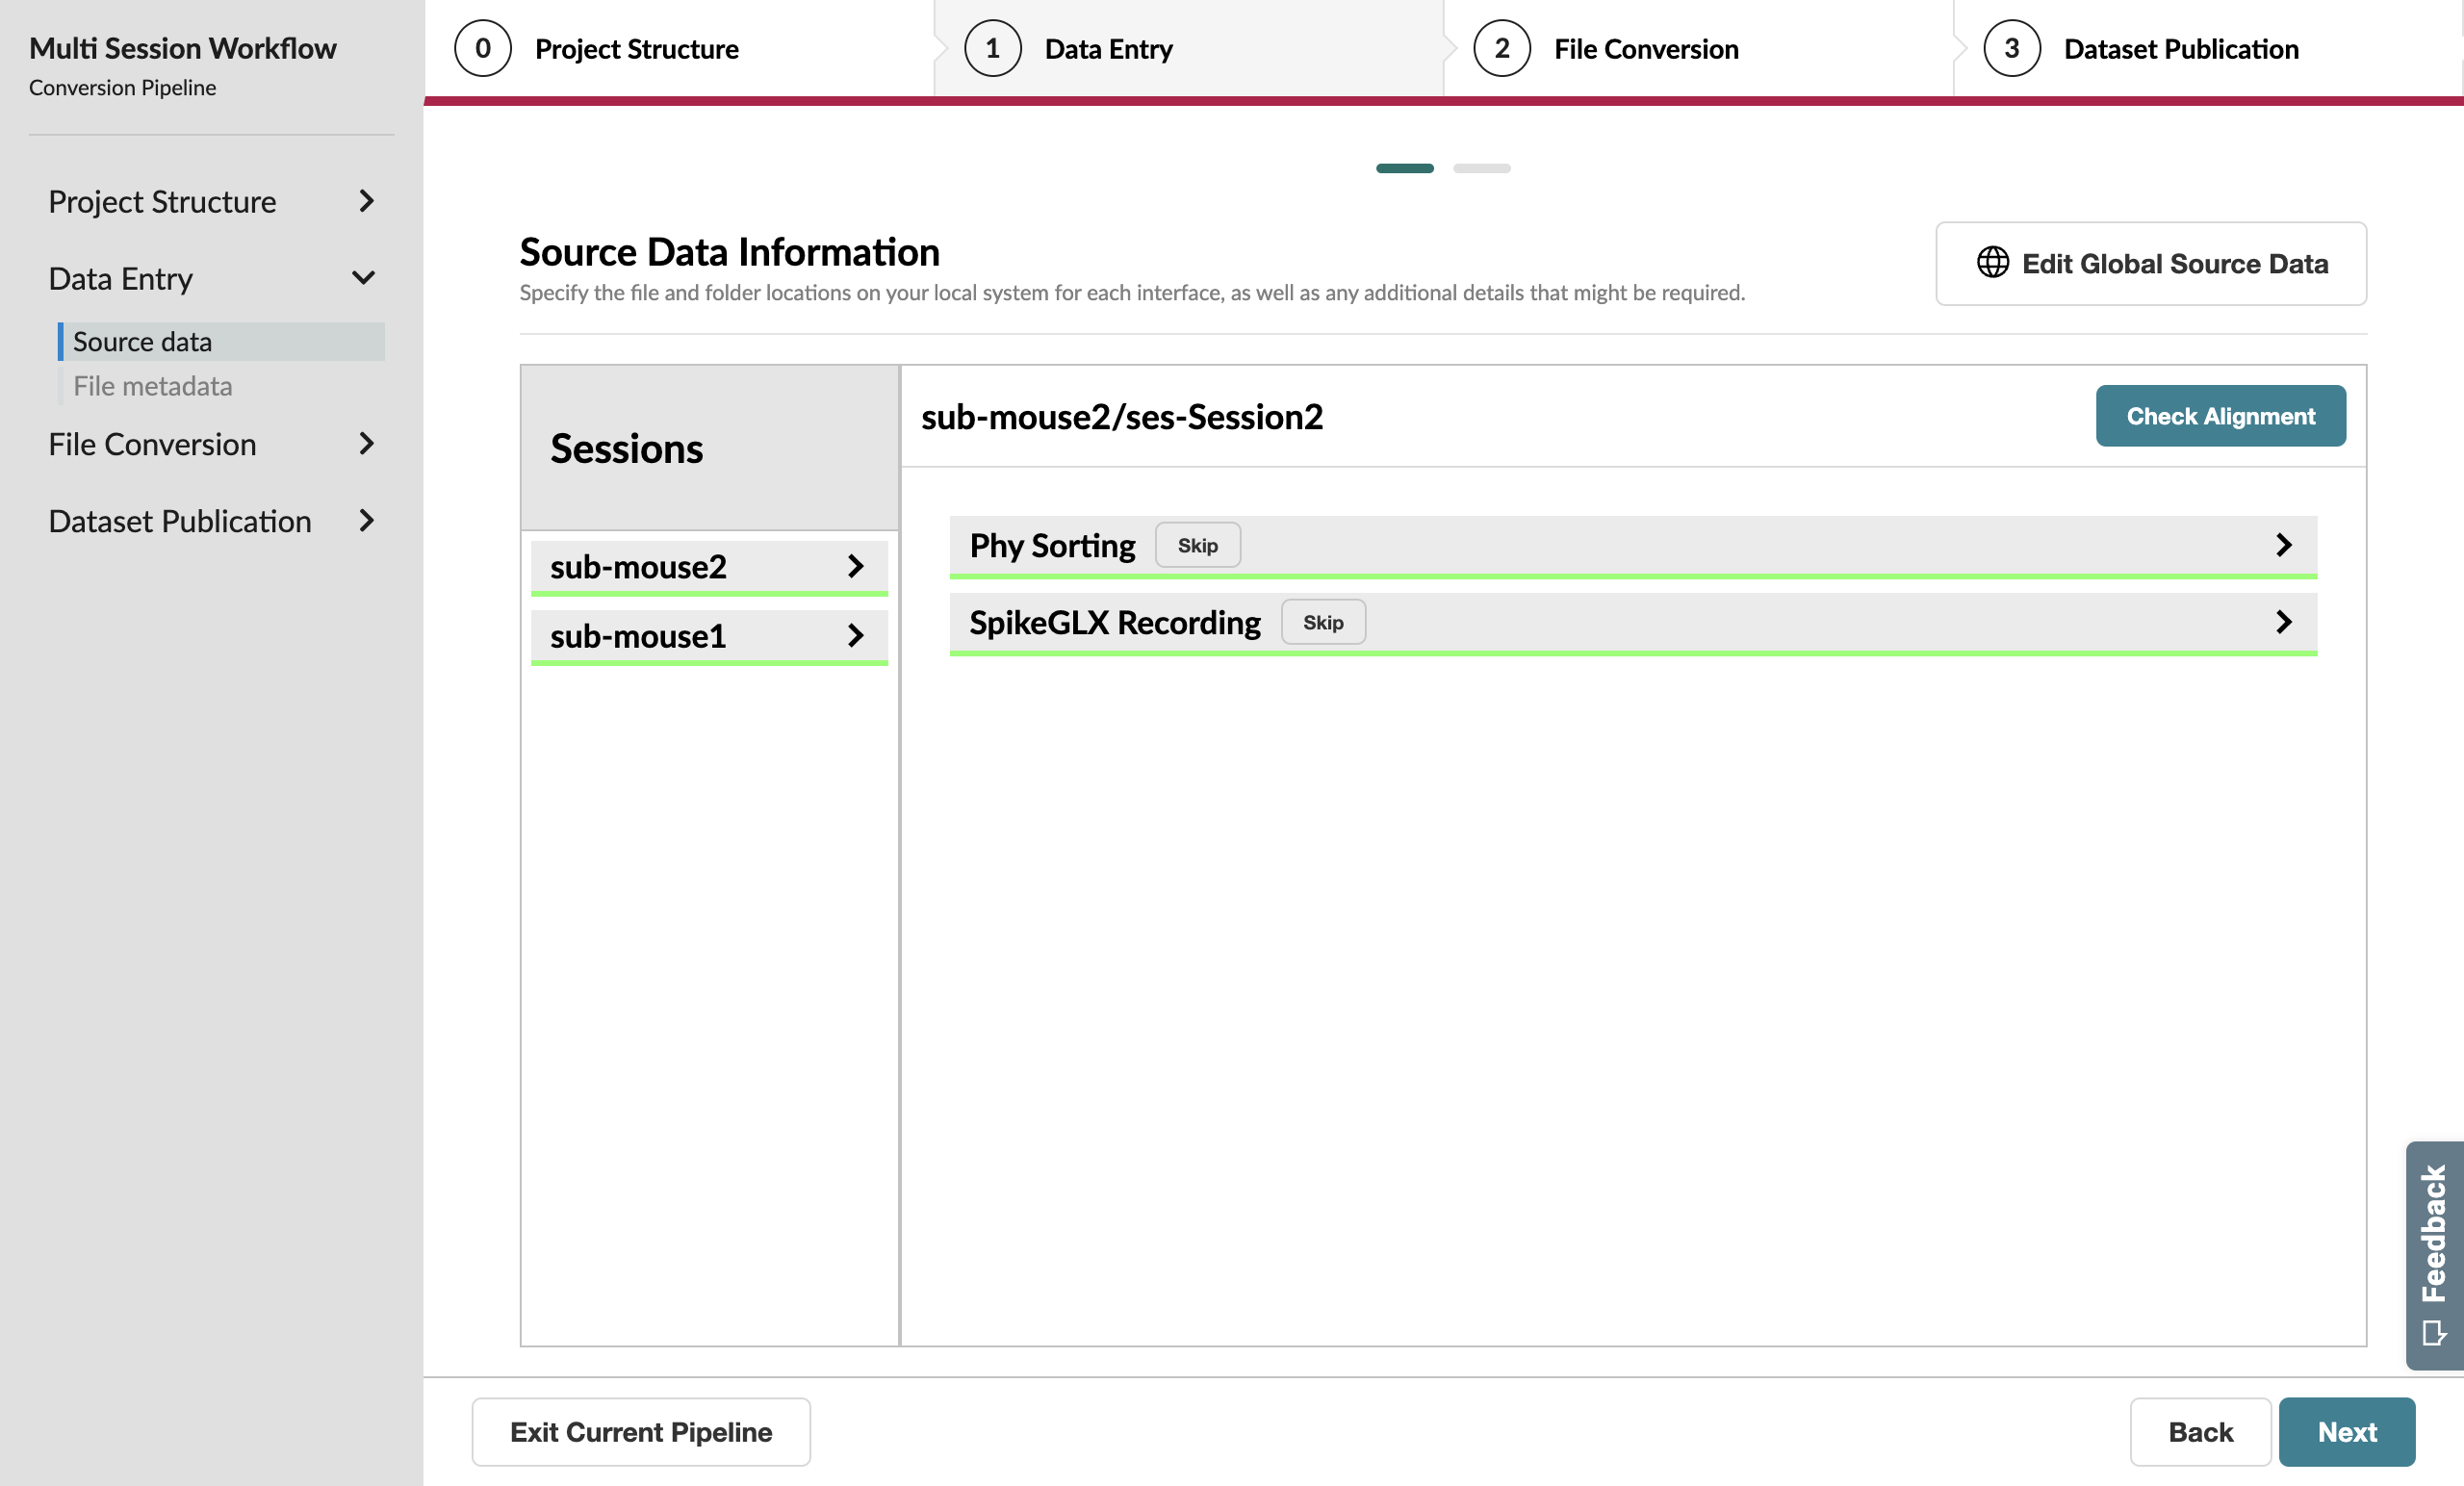 Multi Session Workflow
Conversion Pipeline
Project Structure
Data Entry
Source data
File metadata
File Conversion
Dataset Publication
0 Project Structure
1 Data Entry
2 File Conversion
3 Dataset Publication
Source Data Information
Specify the file and folder locations on your local system for each interface, as well as any additional details that might be required.
Edit Global Source Data
Sessions
sub-mouse2
sub-mouse1
sub-mouse2/ses-Session2
Check Alignment
Phy Sorting Skip
SpikeGLX Recording Skip
Feedback
Exit Current Pipeline
Back
Next